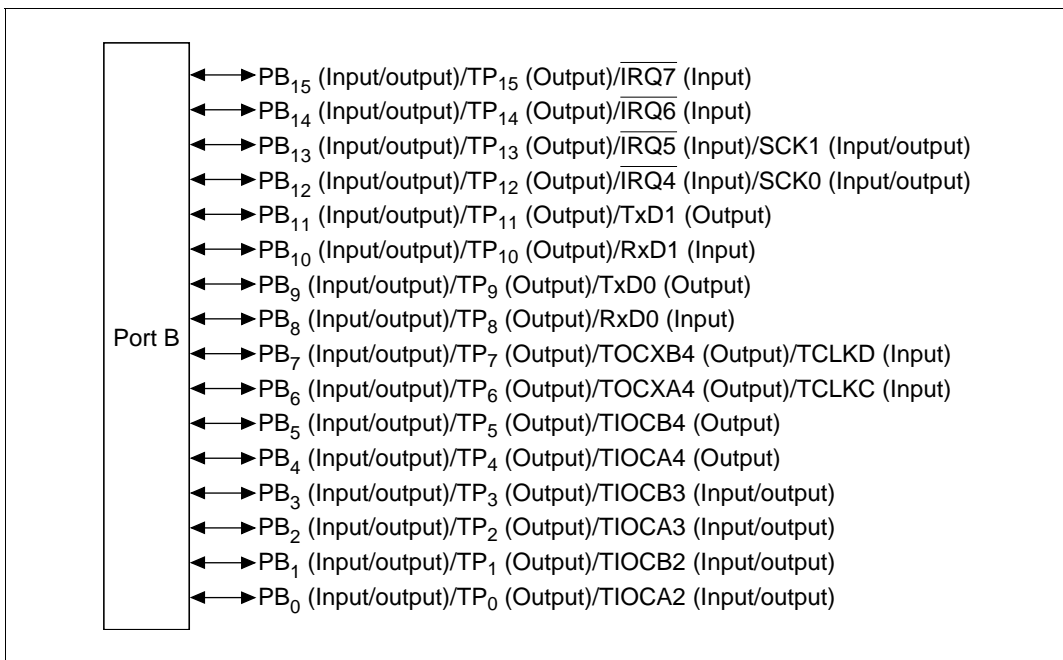 PB15 (Input/output)/TP15 (Output)/IRQ7 (Input)
PB14 (Input/output)/TP14 (Output)/IRQ6 (Input)
PB13 (Input/output)/TP13 (Output)/IRQ5 (Input)/SCK1 (Input/output)
PB12 (Input/output)/TP12 (Output)/IRQ4 (Input)/SCK0 (Input/output)
PB11 (Input/output)/TP11 (Output)/TxD1 (Output)
PB10 (Input/output)/TP10 (Output)/RxD1 (Input)
PB9 (Input/output)/TP9 (Output)/TxD0 (Output)
PB8 (Input/output)/TP8 (Output)/RxD0 (Input)
Port B
PB7 (Input/output)/TP7 (Output)/TOCXB4 (Output)/TCLKD (Input)
PB6 (Input/output)/TP6 (Output)/TOCXA4 (Output)/TCLKC (Input)
PB5 (Input/output)/TP5 (Output)/TIOCB4 (Output)
PB4 (Input/output)/TP4 (Output)/TIOCA4 (Output)
PB3 (Input/output)/TP3 (Output)/TIOCB3 (Input/output)
PB2 (Input/output)/TP2 (Output)/TIOCA3 (Input/output)
PB1 (Input/output)/TP1 (Output)/TIOCB2 (Input/output)
PB0 (Input/output)/TP0 (Output)/TIOCA2 (Input/output)